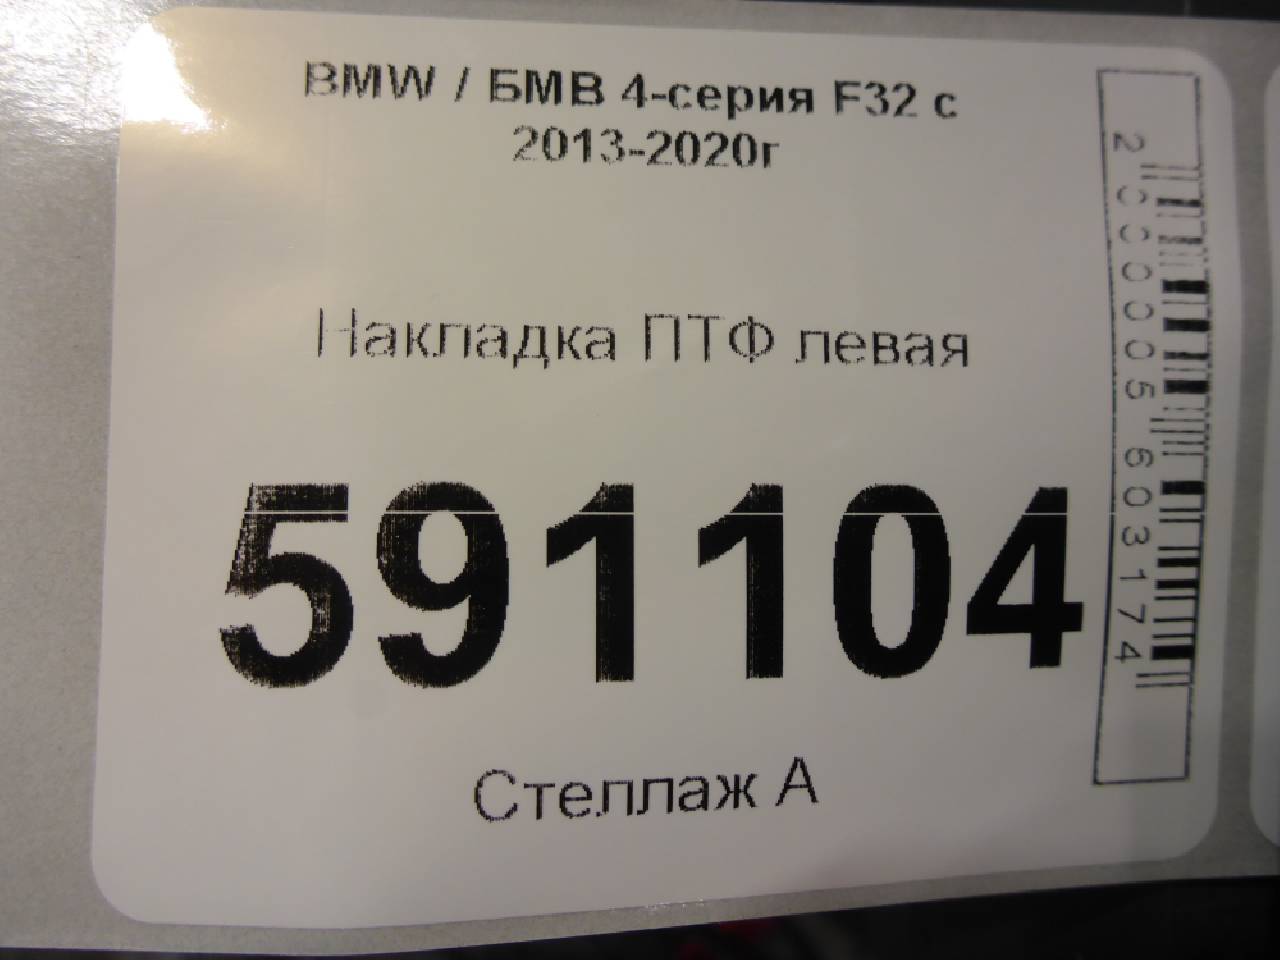 BMW / БМВ 4-серия F32 с
2013-2020г
Накладка ПТФ левая
591104
Стеллаж А
2000005603174